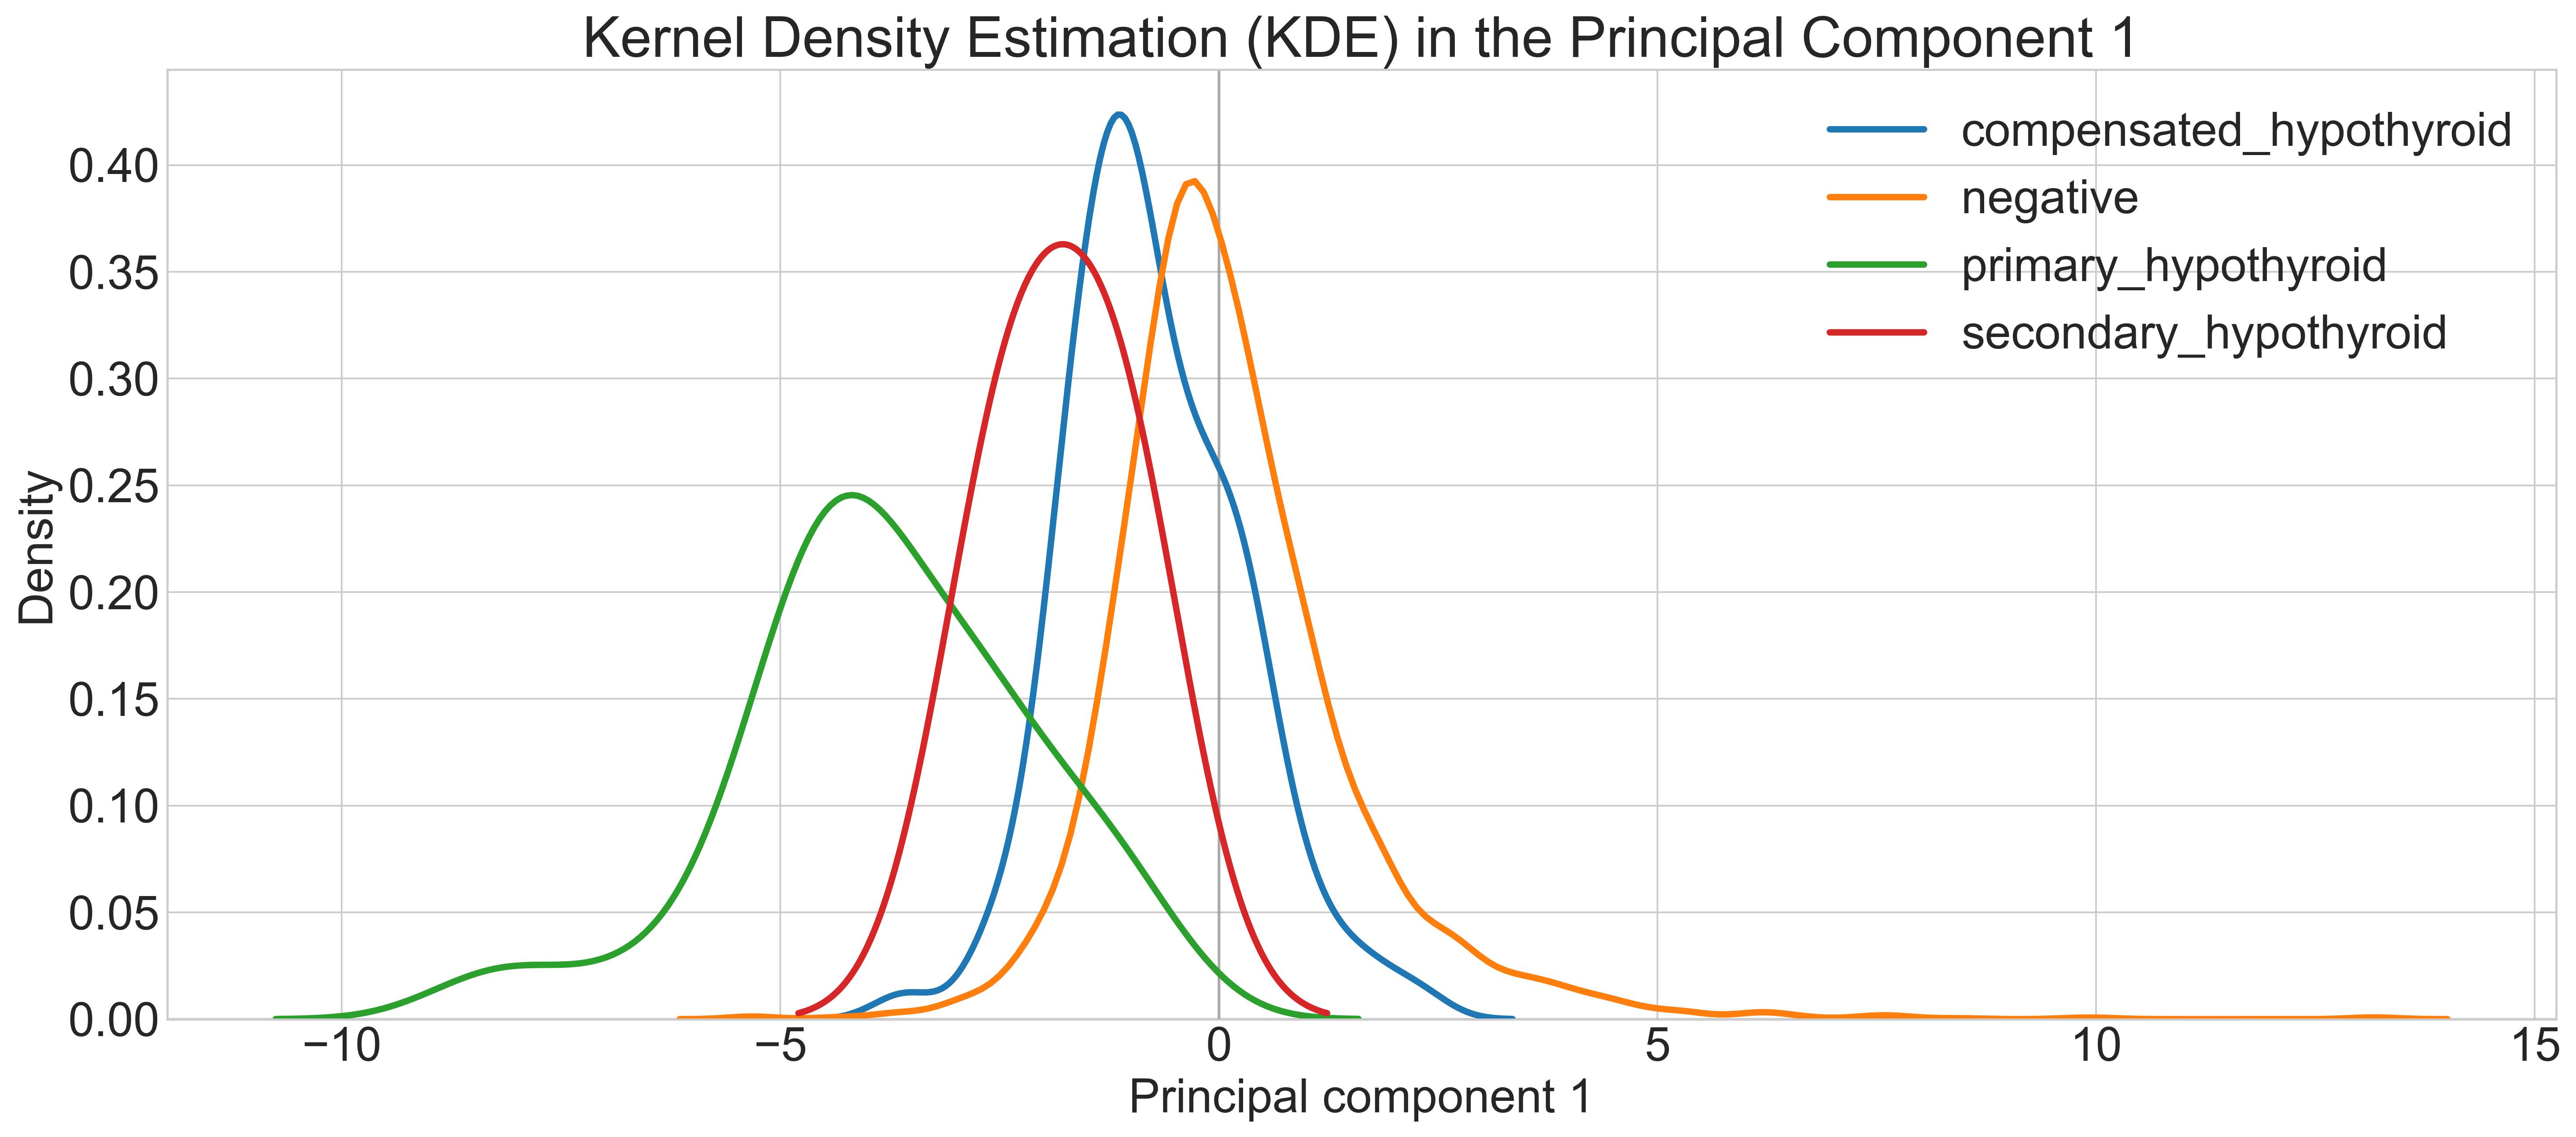 Kernel Density Estimation (KDE) in the Principal Component 1
compensated_hypothyroid
negative
primary_hypothyroid
secondary_hypothyroid
Density
0.40
0.35
0.30
0.25
0.20
0.15
0.10
0.05
0.00
−10 −5 0 5 10 15
Principal component 1